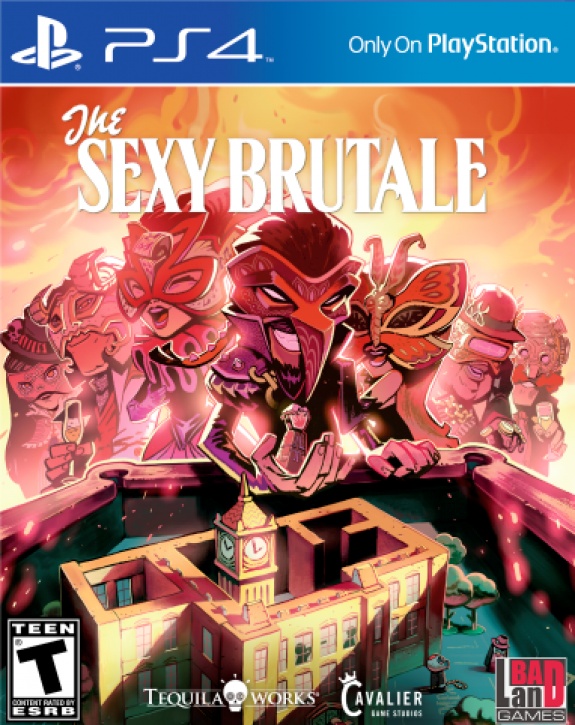 PS4™
Only On PlayStation®
The
SEXY BRUTALE
TEEN
T
CONTENT RATED BY
ESRB
TEQUILA WORKS®
CAVALIER
GAME STUDIOS
BAD
LanD
GAMES